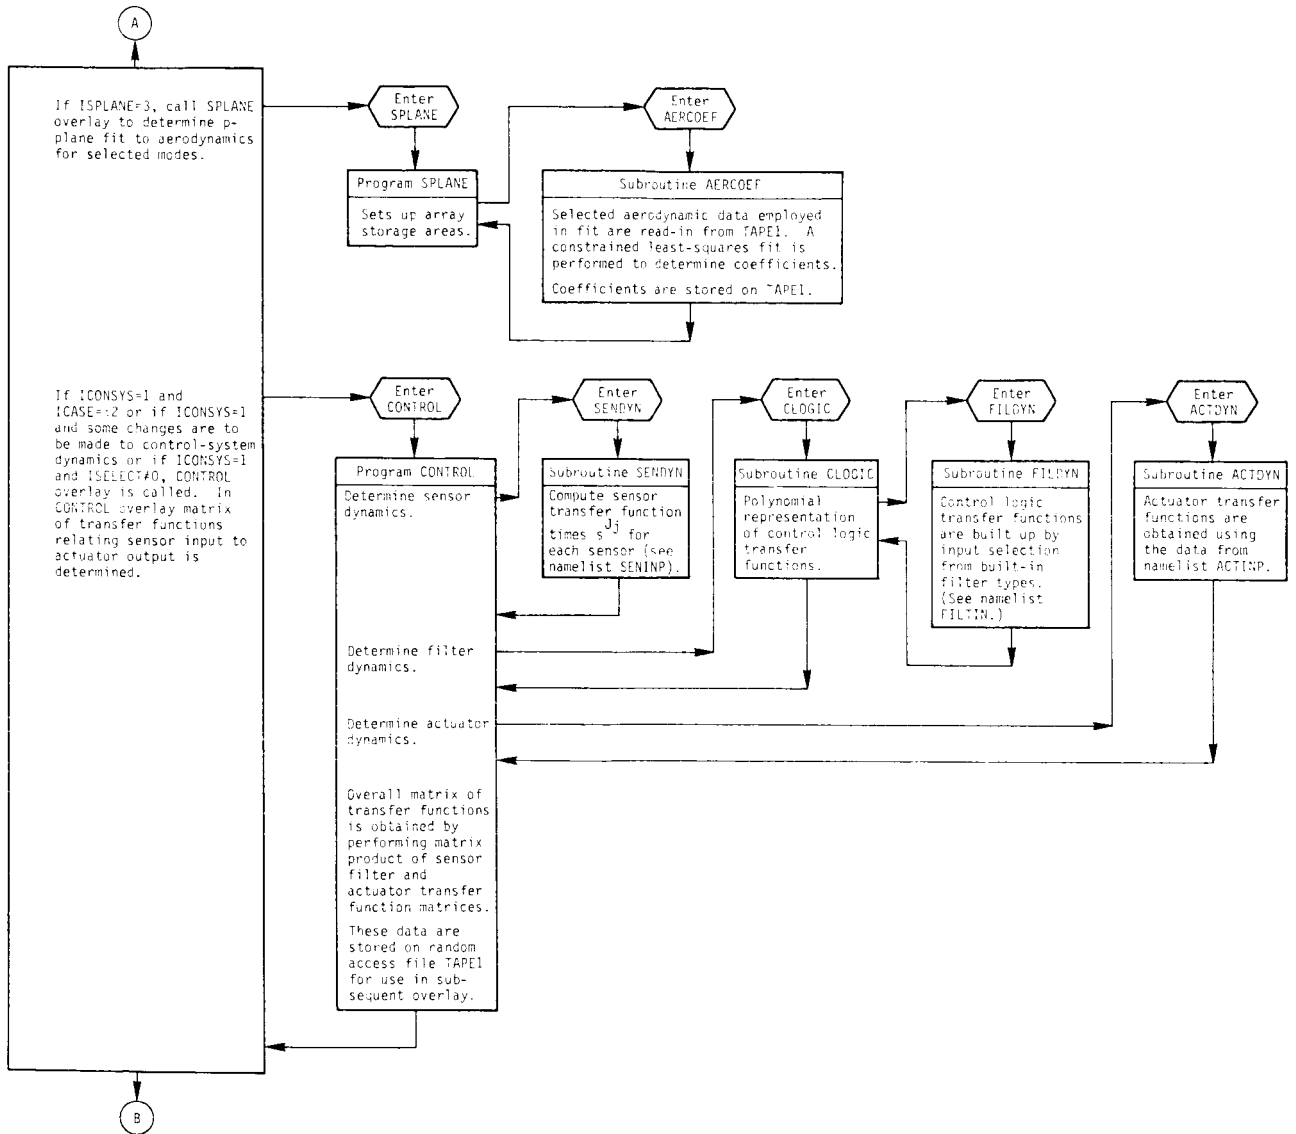 A
If ISPLANE=3, call SPLANE
overlay to determine p-
plane fit to aerodynamics
for selected modes.
Enter
SPLANE
Enter
AERCOEF
Program SPLANE
Sets up array
storage areas.
Subroutine AERCOEF
Selected aerodynamic data employed
in fit are read-in from TAPE1. A
constrained least-squares fit is
performed to determine coefficients.
Coefficients are stored on TAPE1.
If ICONSYS=1 and
or if ICONSYS=1
and some changes are to
be made to control-system
dynamics or if ICONSYS=1
and ISELECT≠0, CONTROL
overlay is called. In
CONTROL overlay matrix
of transfer functions
relating sensor input to
actuator output is
determined.
Enter
CONTROL
Enter
SENDYN
Enter
CLOGIC
Enter
FILDYN
Enter
ACTDYN
Program CONTROL
Determine sensor
dynamics.
Determine filter
dynamics.
Determine actuator
dynamics.
Overall matrix of
transfer functions
is obtained by
performing matrix
product of sensor
filter and
actuator transfer
function matrices.
These data are
stored on random
access file TAPE1
for use in sub-
sequent overlay.
Subroutine SENDYN
Compute sensor
transfer function
times s^Jj for
each sensor (see
namelist SENINP).
Subroutine CLOGIC
Polynomial
representation
of control logic
transfer
functions.
Subroutine FILDYN
Control logic
transfer functions
are built up by
input selection
from built-in
filter types.
(See namelist
FILTIN.)
Subroutine ACTDYN
Actuator transfer
functions are
obtained using
the data from
namelist ACTINP.
B